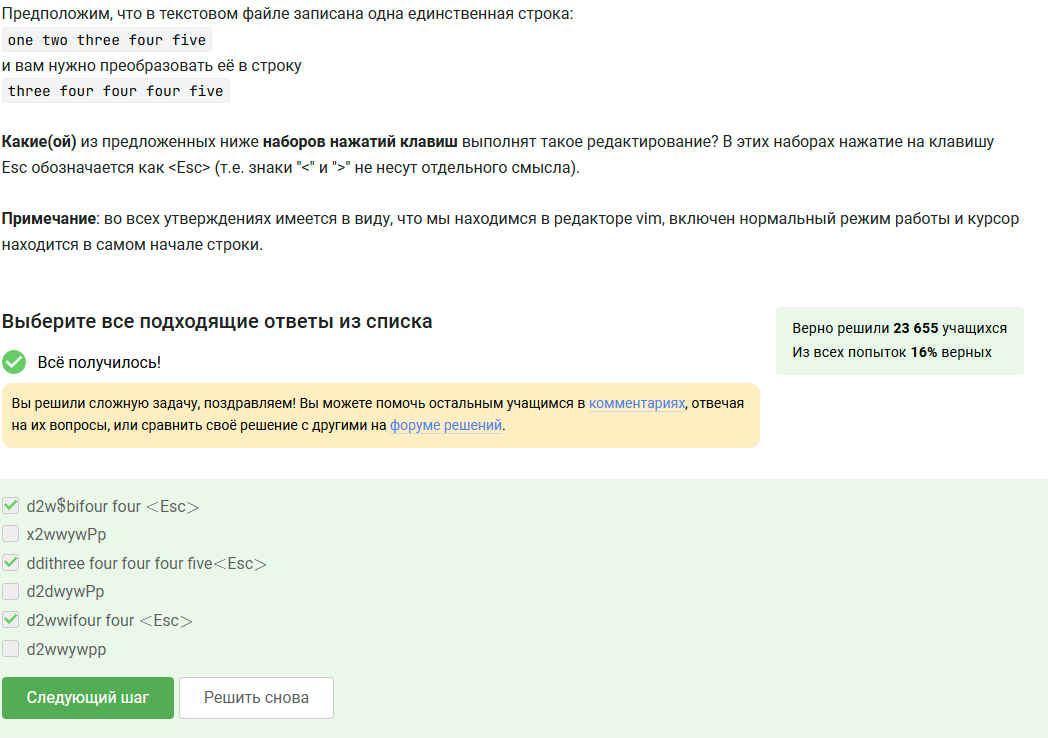 Предположим, что в текстовом файле записана одна единственная строка:
one two three four five
и вам нужно преобразовать её в строку
three four four four five
Какие(ой) из предложенных ниже наборов нажатий клавиш выполнят такое редактирование? В этих наборах нажатие на клавишу
Esc обозначается как <Esc> (т.е. знаки "<" и ">" не несут отдельного смысла).
Примечание: во всех утверждениях имеется в виду, что мы находимся в редакторе vim, включен нормальный режим работы и курсор
находится в самом начале строки.
Выберите все подходящие ответы из списка
Верно решили 23 655 учащихся
Из всех попыток 16% верных
Всё получилось!
Вы решили сложную задачу, поздравляем! Вы можете помочь остальным учащимся в комментариях, отвечая
на их вопросы, или сравнить своё решение с другими на форуме решений.
d2w$bifour four <Esc>
x2wwywPp
ddithree four four four five<Esc>
d2dwywPp
d2wwifour four <Esc>
d2wwywpp
Следующий шаг
Решить снова